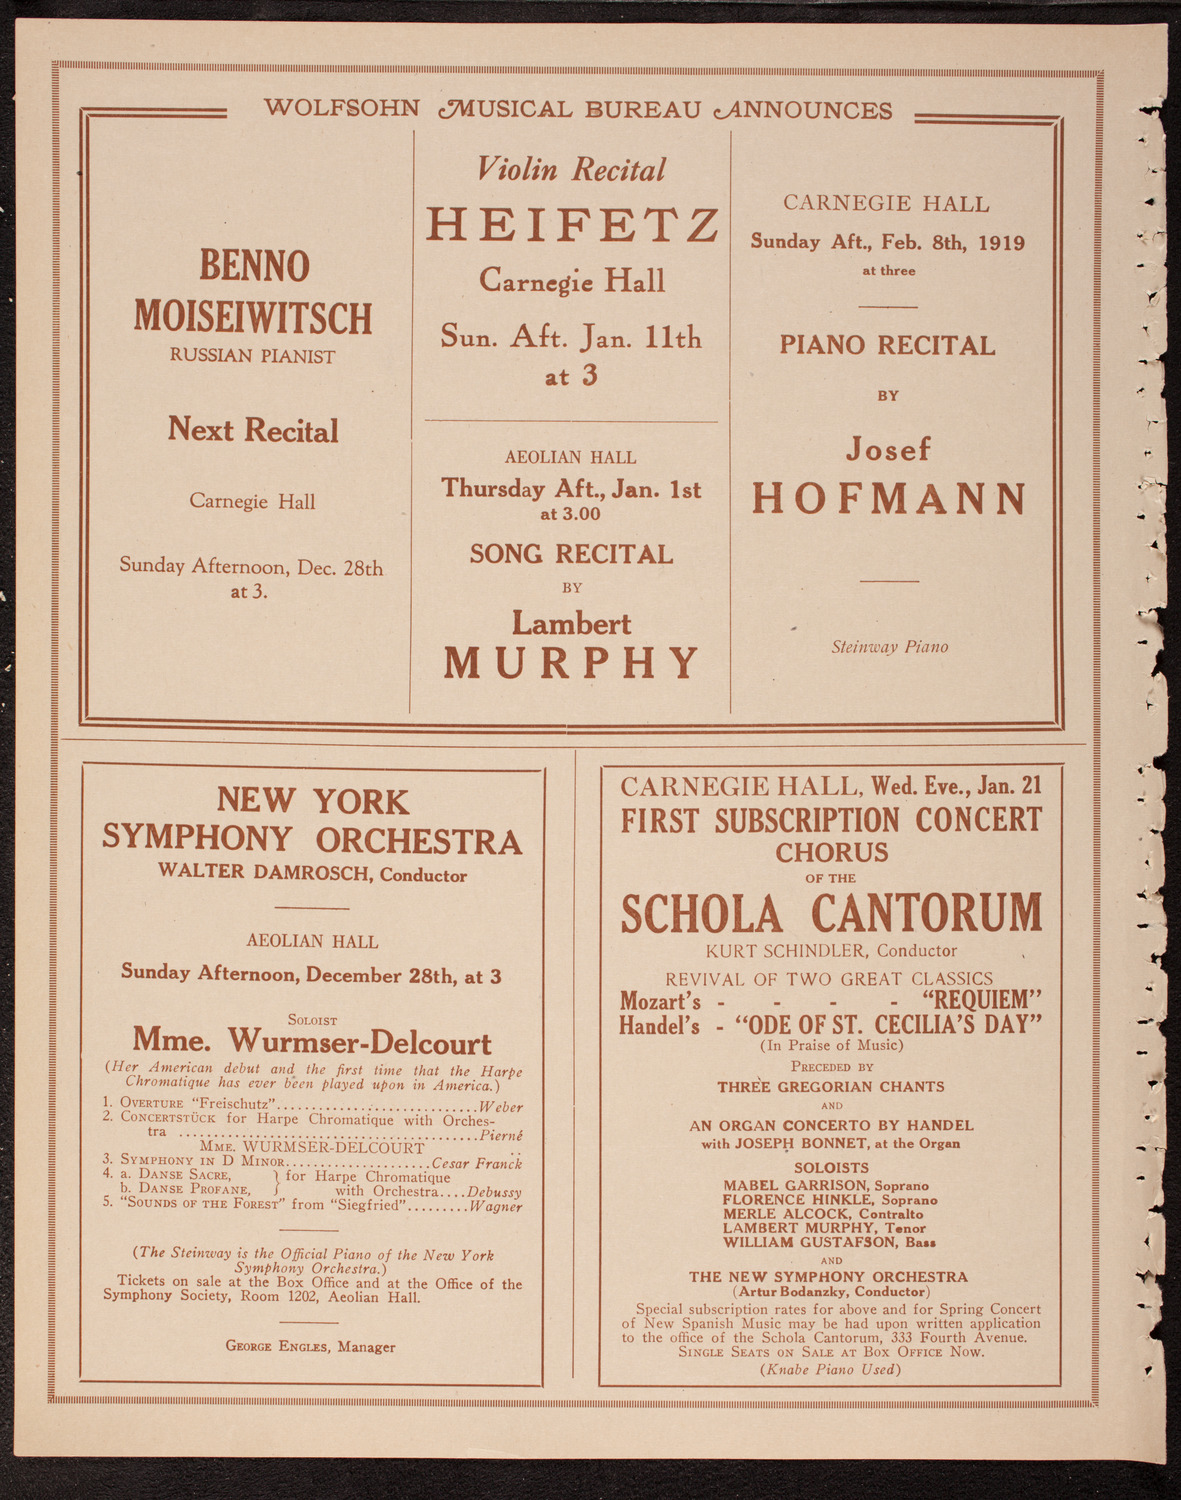 WOLFSOHN MUSICAL BUREAU ANNOUNCES
BENNO
MOISEIWITSCH
RUSSIAN PIANIST
Next Recital
Carnegie Hall
Sunday Afternoon, Dec. 28th
at 3.
Violin Recital
HEIFETZ
Carnegie Hall
Sun. Aft. Jan. 11th
at 3
AEOLIAN HALL
Thursday Aft., Jan. 1st
at 3.00
SONG RECITAL
BY
Lambert
MURPHY
CARNEGIE HALL
Sunday Aft., Feb. 8th, 1919
at three
PIANO RECITAL
BY
Josef
HOFMANN
Steinway Piano
NEW YORK
SYMPHONY ORCHESTRA
WALTER DAMROSCH, Conductor
AEOLIAN HALL
Sunday Afternoon, December 28th, at 3
SOLOIST
Mme. Wurmser-Delcourt
(Her American debut and the first time that the Harpe
Chromatique has ever been played upon in America.)
1. OVERTURE "Freischutz"............................Weber
2. CONCERTSTÜCK for Harpe Chromatique with Orches-
tra ..........................................Pierné
MME. WURMSER-DELCOURT
3. SYMPHONY IN D MINOR....................Cesar Franck
4. a. DANSE SACRE, } for Harpe Chromatique
b. DANSE PROFANE, } with Orchestra....Debussy
5. "SOUNDS OF THE FOREST" from "Siegfried".........Wagner
(The Steinway is the Official Piano of the New York
Symphony Orchestra.)
Tickets on sale at the Box Office and at the Office of the
Symphony Society, Room 1202, Aeolian Hall.
GEORGE ENGLES, Manager
CARNEGIE HALL, Wed. Eve., Jan. 21
FIRST SUBSCRIPTION CONCERT
CHORUS
OF THE
SCHOLA CANTORUM
KURT SCHINDLER, Conductor
REVIVAL OF TWO GREAT CLASSICS
Mozart's - - - - "REQUIEM"
Handel's - "ODE OF ST. CECILIA'S DAY"
(In Praise of Music)
PRECEDED BY
THREE GREGORIAN CHANTS
AND
AN ORGAN CONCERTO BY HANDEL
with JOSEPH BONNET, at the Organ
SOLOISTS
MABEL GARRISON, Soprano
FLORENCE HINKLE, Soprano
MERLE ALCOCK, Contralto
LAMBERT MURPHY, Tenor
WILLIAM GUSTAFSON, Bass
AND
THE NEW SYMPHONY ORCHESTRA
(Artur Bodanzky, Conductor)
Special subscription rates for above and for Spring Concert
of New Spanish Music may be had upon written application
to the office of the Schola Cantorum, 333 Fourth Avenue.
SINGLE SEATS ON SALE AT BOX OFFICE NOW.
(Knabe Piano Used)